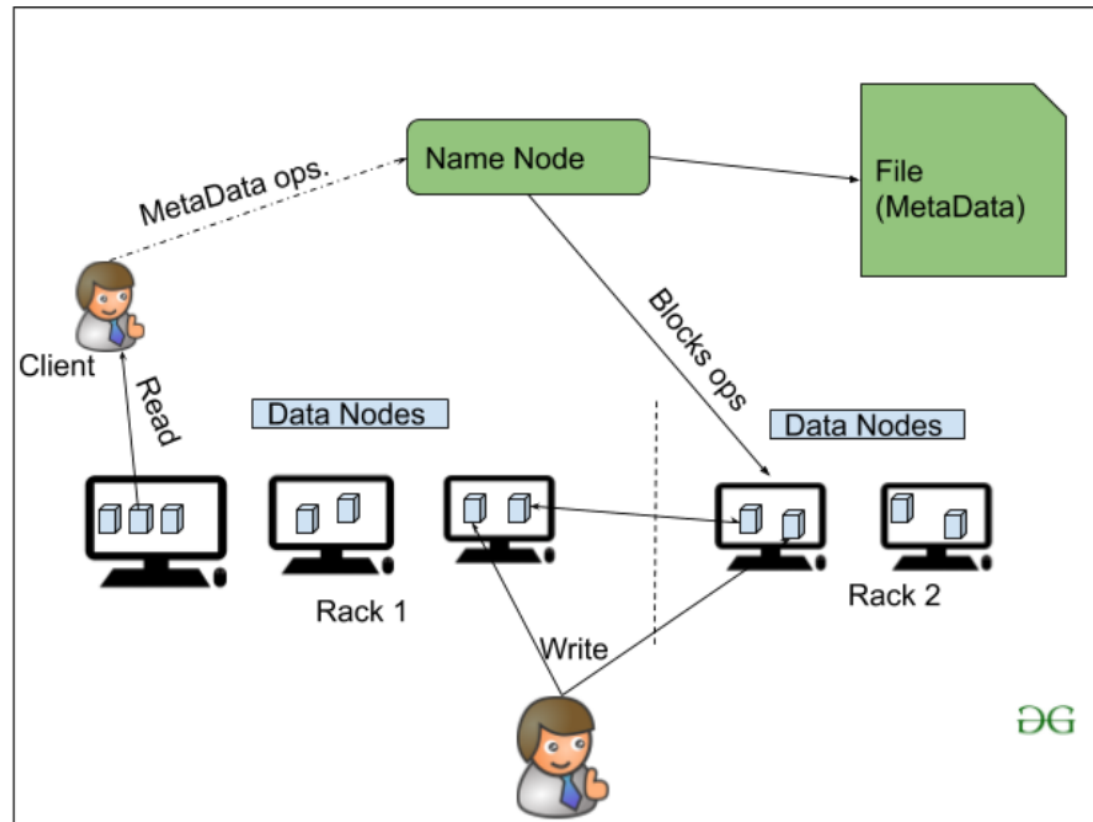 Name Node
File
(MetaData)
MetaData ops.
Client
Read
Blocks ops
Data Nodes
Data Nodes
Rack 1
Rack 2
Write